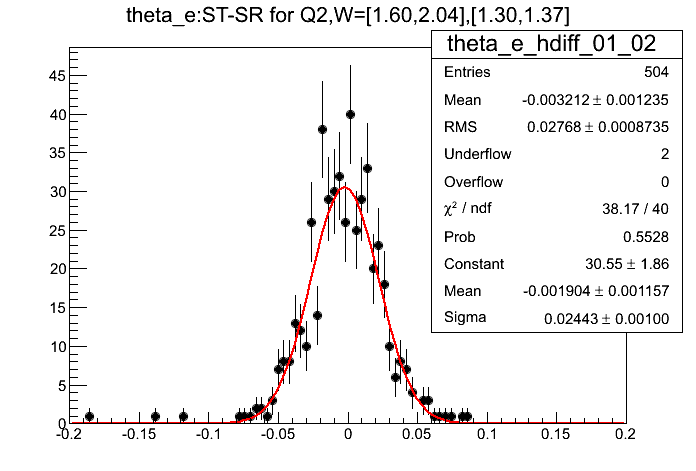 theta_e:ST-SR for Q2,W=[1.60,2.04],[1.30,1.37]
theta_e_hdiff_01_02
Entries 504
Mean -0.003212 ± 0.001235
RMS 0.02768 ± 0.0008735
Underflow 2
Overflow 0
χ² / ndf 38.17 / 40
Prob 0.5528
Constant 30.55 ± 1.86
Mean -0.001904 ± 0.001157
Sigma 0.02443 ± 0.00100
45
40
35
30
25
20
15
10
5
0
-0.2 -0.15 -0.1 -0.05 0 0.05 0.1 0.15 0.2